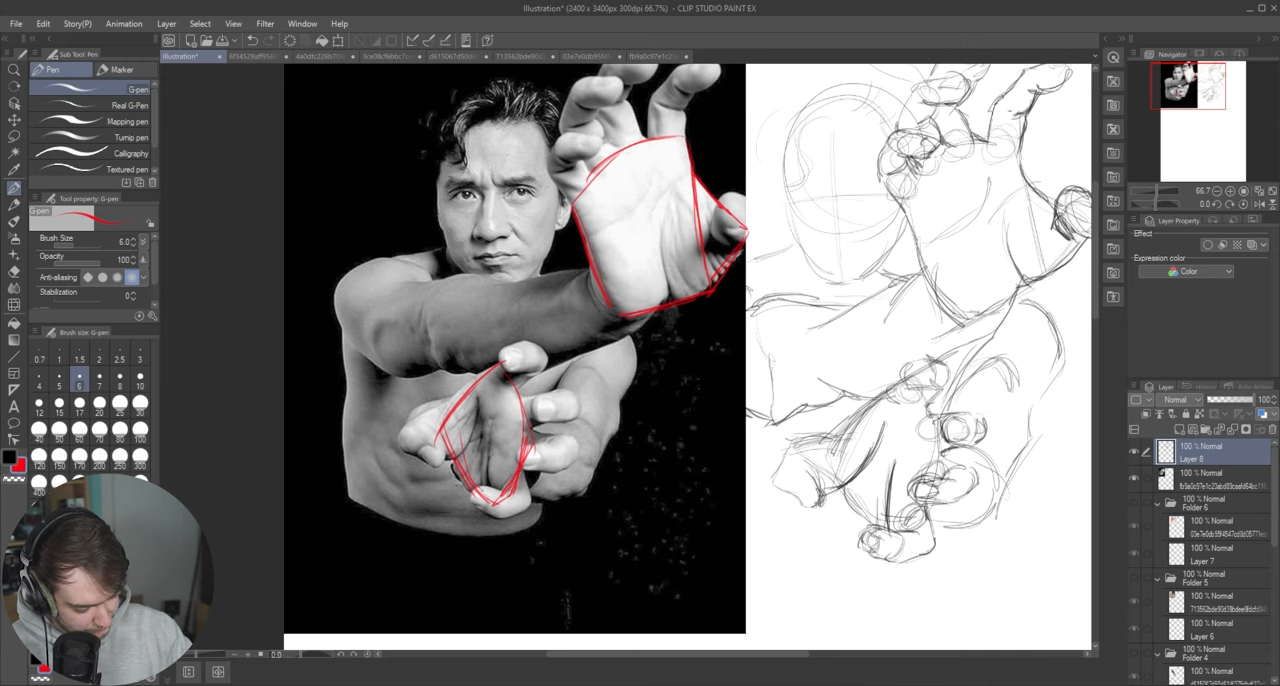 Illustration* (2400 x 3400px 300dpi 66.7%) - CLIP STUDIO PAINT EX
File Edit Story(P) Animation Layer Select View Filter Window Help
Sub Tool: Pen
Pen Marker
G-pen
Real G-Pen
Mapping pen
Turnip pen
Calligraphy
Textured pen
Tool property: G-pen
G-pen
Brush Size 6.0
Opacity 100
Anti-aliasing
Stabilization 0
Brush size: G-pen
0.7 1 1.5 2 2.5 3
4 5 6 7 8 10
12 15 17 20 25 30
40 50 60 70 80 100
120 150 170 200 250 300
400
Illustration*
Navigator
66.7
0.0
Layer Property
Effect
Expression color
Color
Layer History Auto Action
Normal 100
100 % Normal
Layer 8
100 % Normal
100 % Normal
Folder 6
100 % Normal
100 % Normal
Layer 7
100 % Normal
Folder 5
100 % Normal
100 % Normal
Layer 6
100 % Normal
Folder 4
100 % Normal